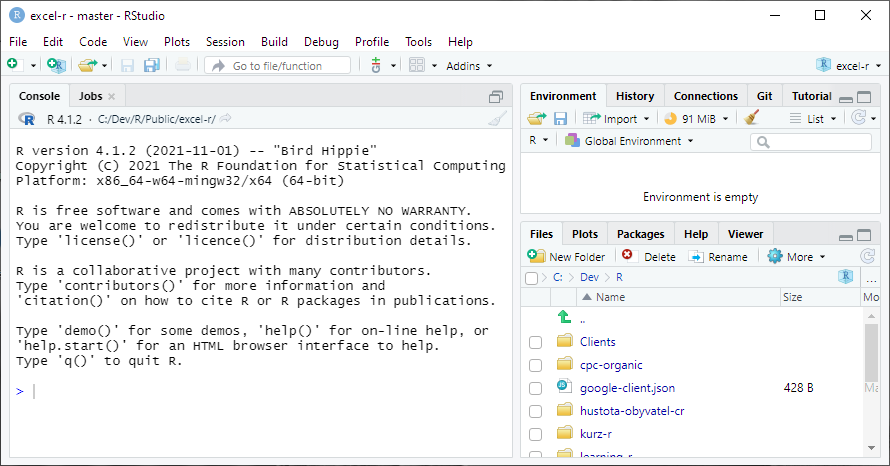 excel-r - master - RStudio
File Edit Code View Plots Session Build Debug Profile Tools Help
Go to file/function Addins excel-r
Console Jobs
R 4.1.2 · C:/Dev/R/Public/excel-r/
R version 4.1.2 (2021-11-01) -- "Bird Hippie"
Copyright (C) 2021 The R Foundation for Statistical Computing
Platform: x86_64-w64-mingw32/x64 (64-bit)
R is free software and comes with ABSOLUTELY NO WARRANTY.
You are welcome to redistribute it under certain conditions.
Type 'license()' or 'licence()' for distribution details.
R is a collaborative project with many contributors.
Type 'contributors()' for more information and
'citation()' on how to cite R or R packages in publications.
Type 'demo()' for some demos, 'help()' for on-line help, or
'help.start()' for an HTML browser interface to help.
Type 'q()' to quit R.
>
Environment History Connections Git Tutorial
Import 91 MiB List
R Global Environment
Environment is empty
Files Plots Packages Help Viewer
New Folder Delete Rename More
C: Dev R ...
Name Size Mo
..
Clients
cpc-organic
google-client.json 428 B Ma
hustota-obyvatel-cr
kurz-r
learning-r